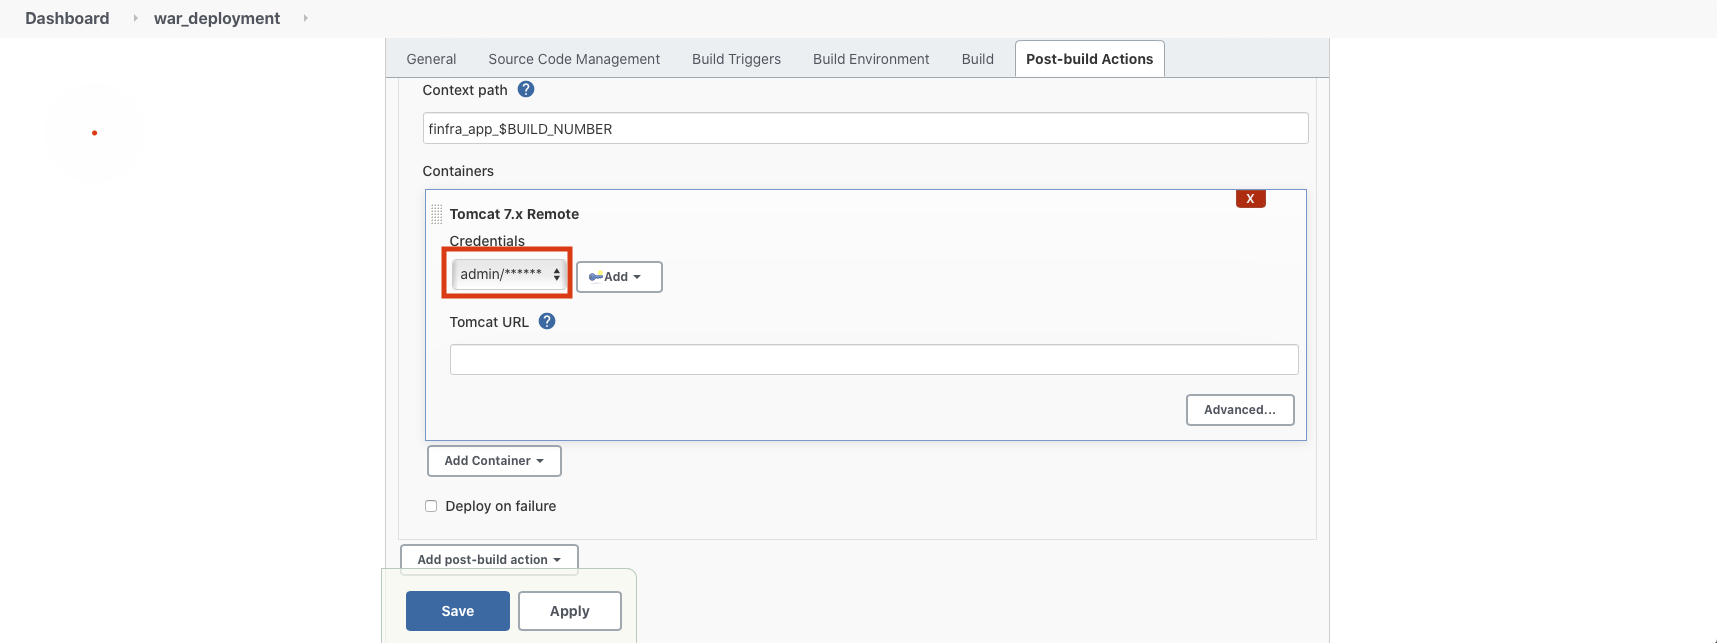 Dashboard war_deployment
General Source Code Management Build Triggers Build Environment Build Post-build Actions
Context path ?
finfra_app_$BUILD_NUMBER
Containers
X
Tomcat 7.x Remote
Credentials
admin/****** Add
Tomcat URL ?
Advanced...
Add Container
Deploy on failure
Add post-build action
Save Apply